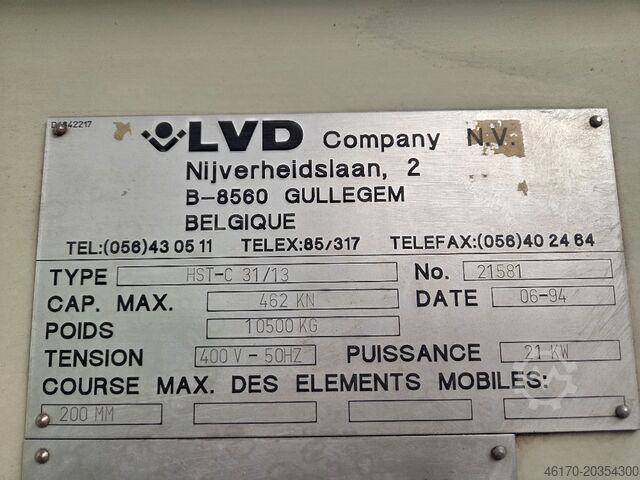 LVD Company N.V.
Nijverheidslaan, 2
B-8560 GULLEGEM
BELGIQUE
TEL:(056)43 05 11 TELEX:85/317 TELEFAX:(056)40 24 64
TYPE HST-C 31/13 No. 21581
CAP. MAX. 462 KN DATE 06-94
POIDS 10500 KG
TENSION 400 V - 50HZ PUISSANCE 21 KW
COURSE MAX. DES ELEMENTS MOBILES:
200 MM
46170-20354300